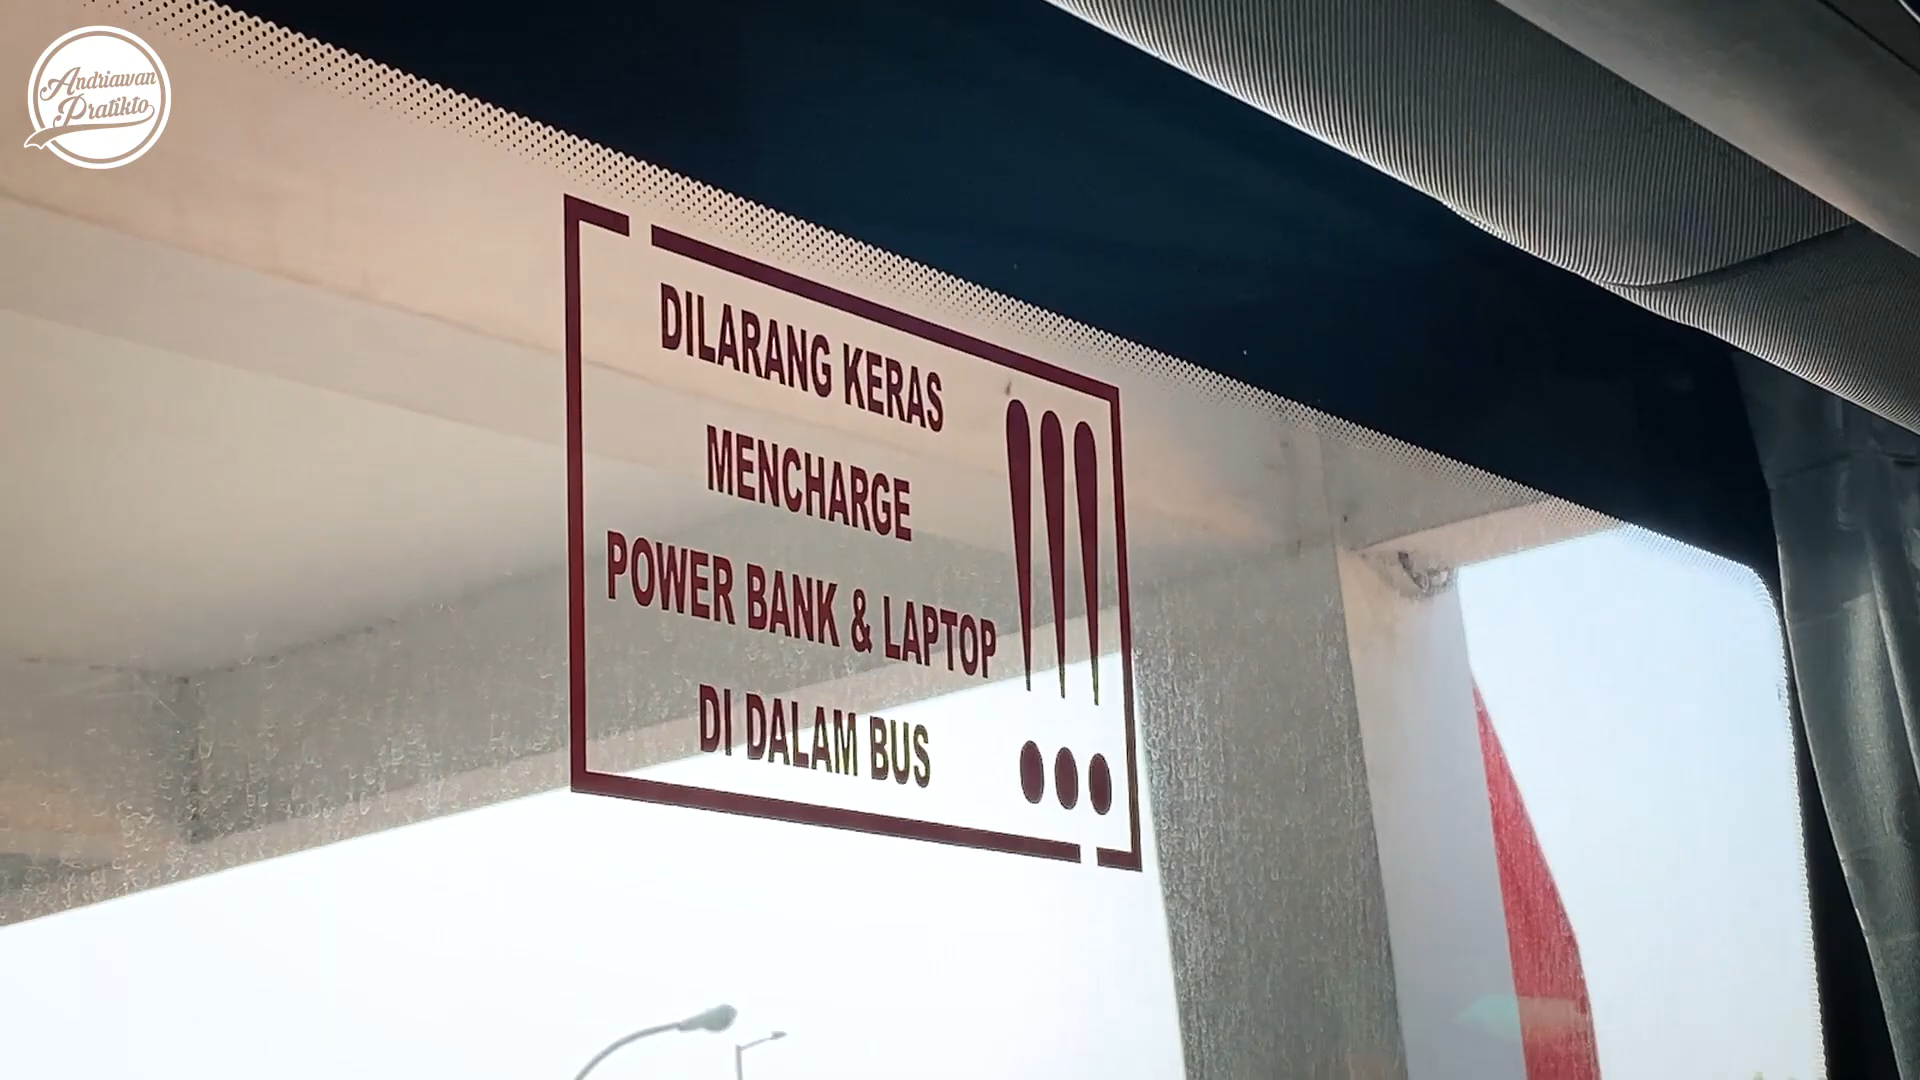 Andriawan
Pratikto
DILARANG KERAS
MENCHARGE
POWER BANK & LAPTOP
DI DALAM BUS
!!!